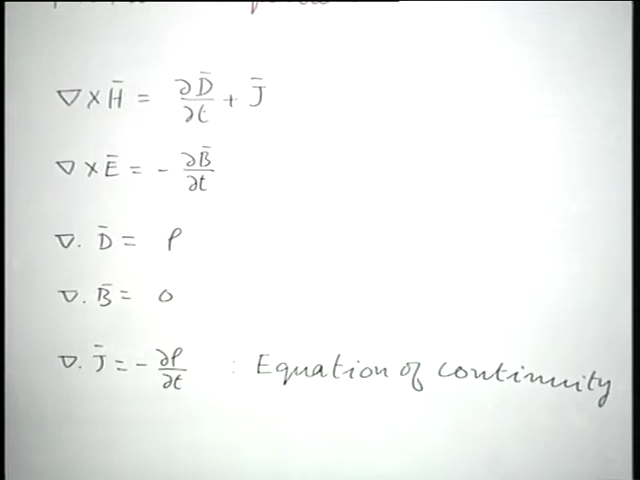 ∇ × H̄ = ∂D̄/∂t + J̄
∇ × Ē = - ∂B̄/∂t
∇. D̄ = ρ
∇. B̄ = 0
∇. J̄ = - ∂ρ/∂t : Equation of continuity